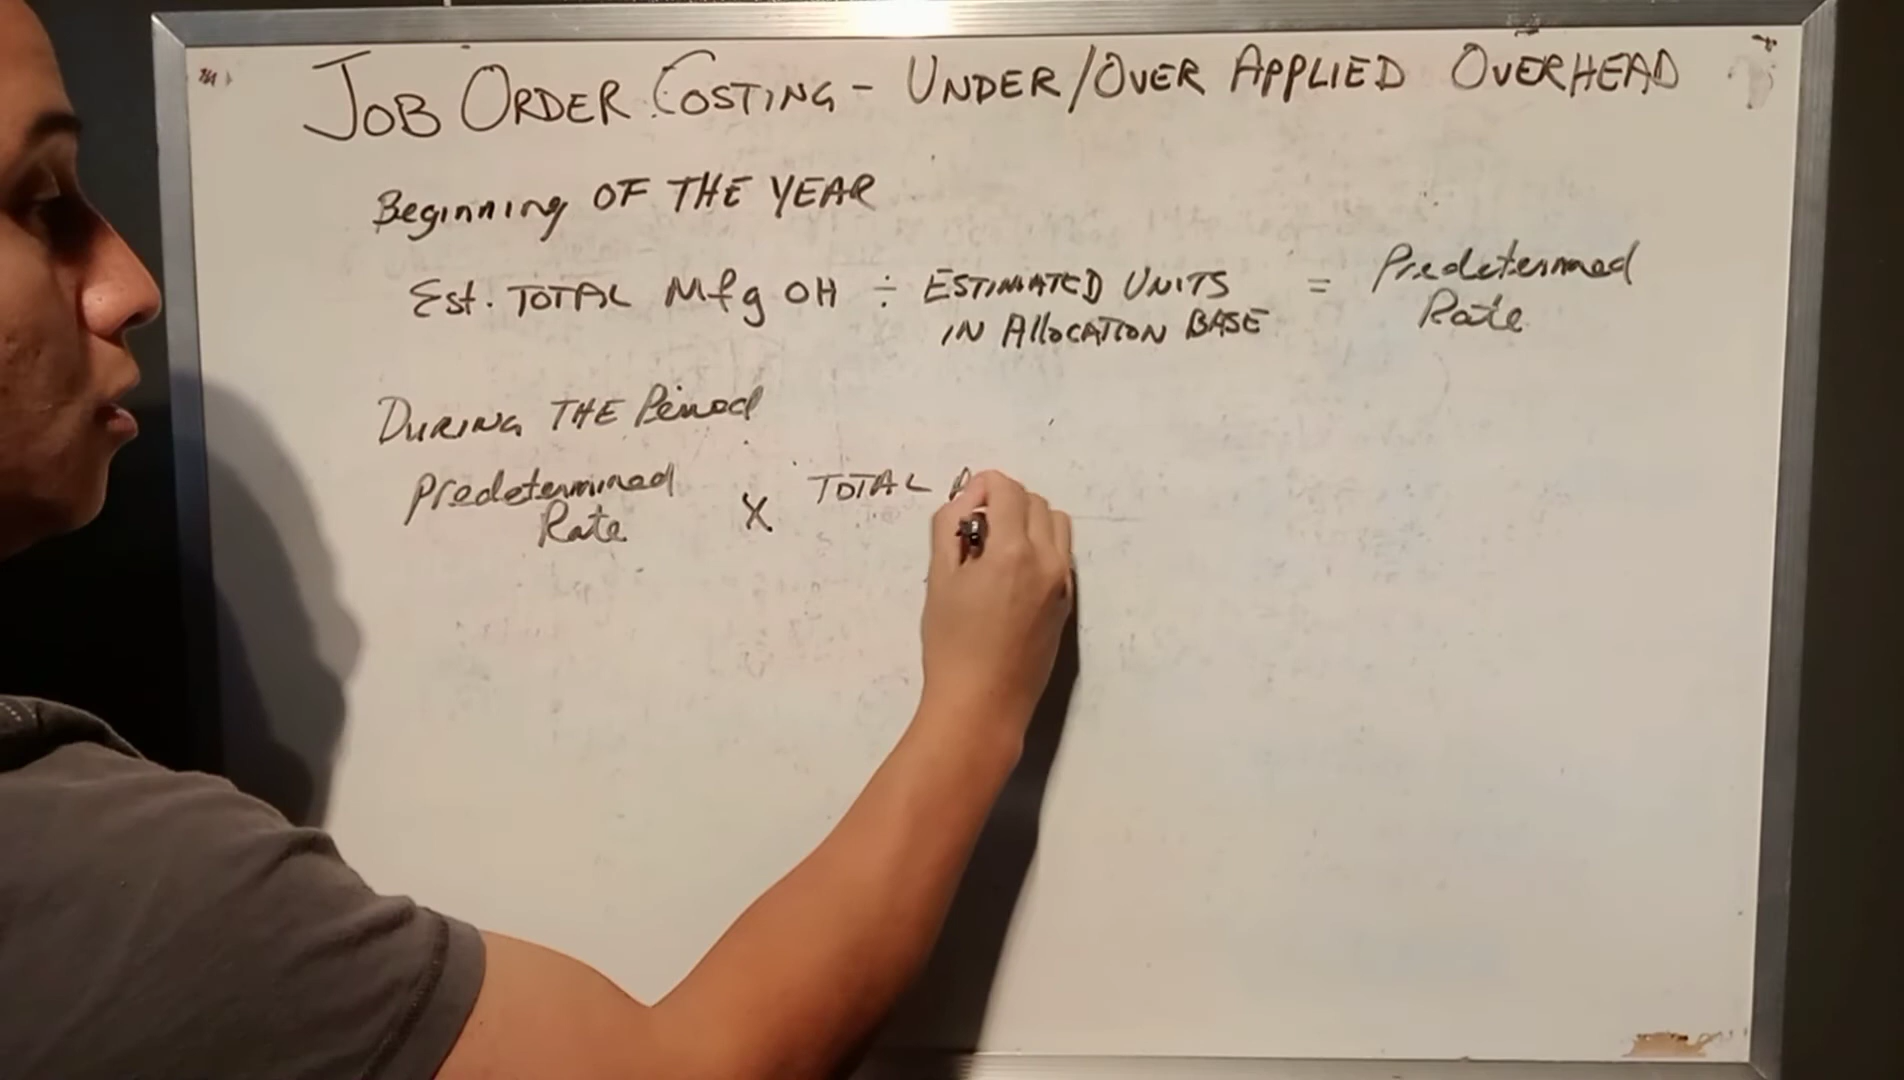 JOB ORDER COSTING - UNDER/OVER APPLIED OVERHEAD
Beginning OF THE YEAR
Est. TOTAL Mfg OH ÷ ESTIMATED UNITS = Predetermined
IN AllOCATION BASE Rate
DURING THE Period
Predetermined X TOTAL A
Rate